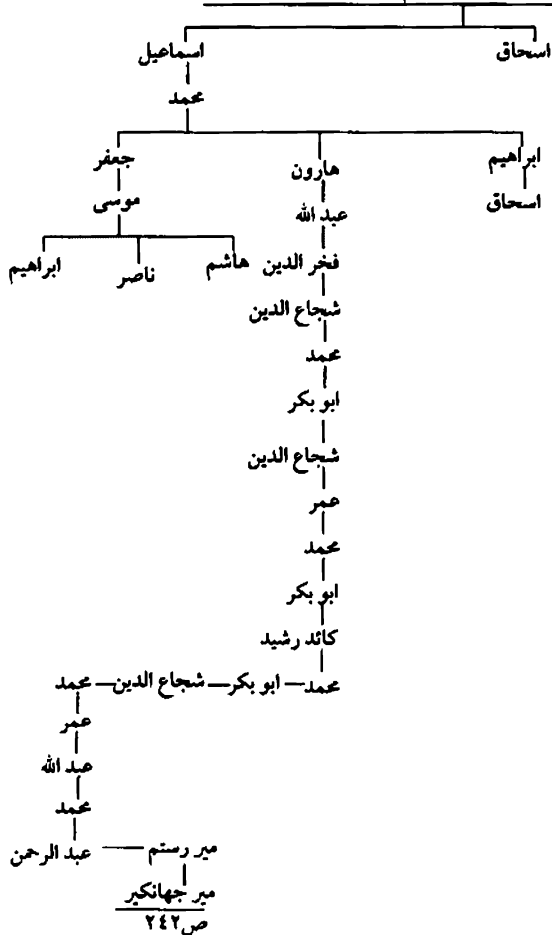 اسحاق اسماعيل
محمد
ابراهيم هارون جعفر
اسحاق عبد الله موسى
فخر الدين هاشم ناصر ابراهيم
شجاع الدين
محمد
ابو بكر
شجاع الدين
عمر
محمد
ابو بكر
كائد رشيد
محمد — ابو بكر — شجاع الدين — محمد
عمر
عبد الله
محمد
مير رستم — عبد الرحمن
مير جهانكير
ص٢٤٢